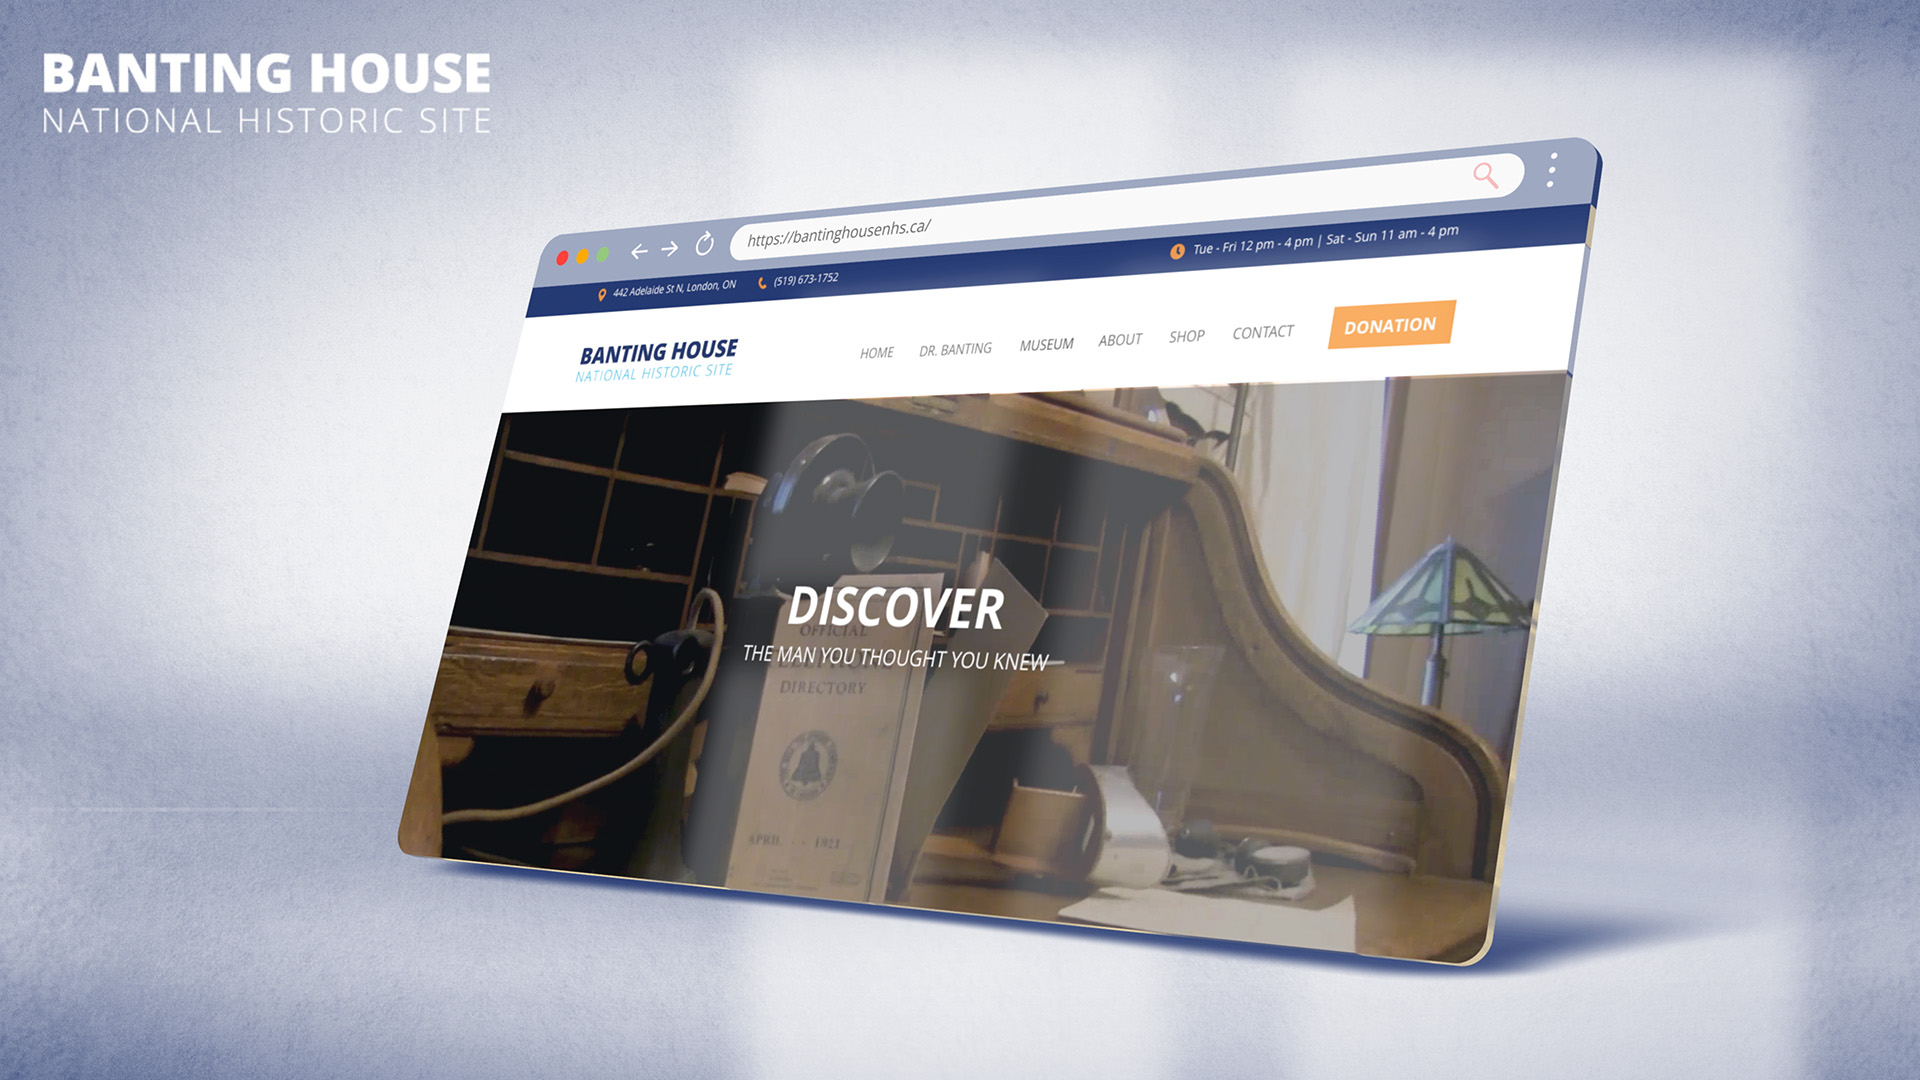 BANTING HOUSE
NATIONAL HISTORIC SITE
https://bantinghousenhs.ca/
442 Adelaide St N, London, ON
(519) 673-1752
Tue - Fri 12 pm - 4 pm | Sat - Sun 11 am - 4 pm
BANTING HOUSE
NATIONAL HISTORIC SITE
HOME
DR. BANTING
MUSEUM
ABOUT
SHOP
CONTACT
DONATION
DISCOVER
OFFICIAL
THE MAN YOU THOUGHT YOU KNEW
DIRECTORY
APRIL - - 1921